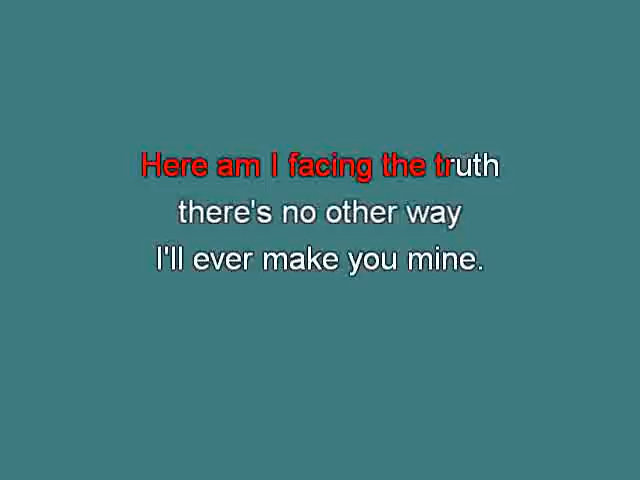 Here am I facing the truth
there's no other way
I'll ever make you mine.